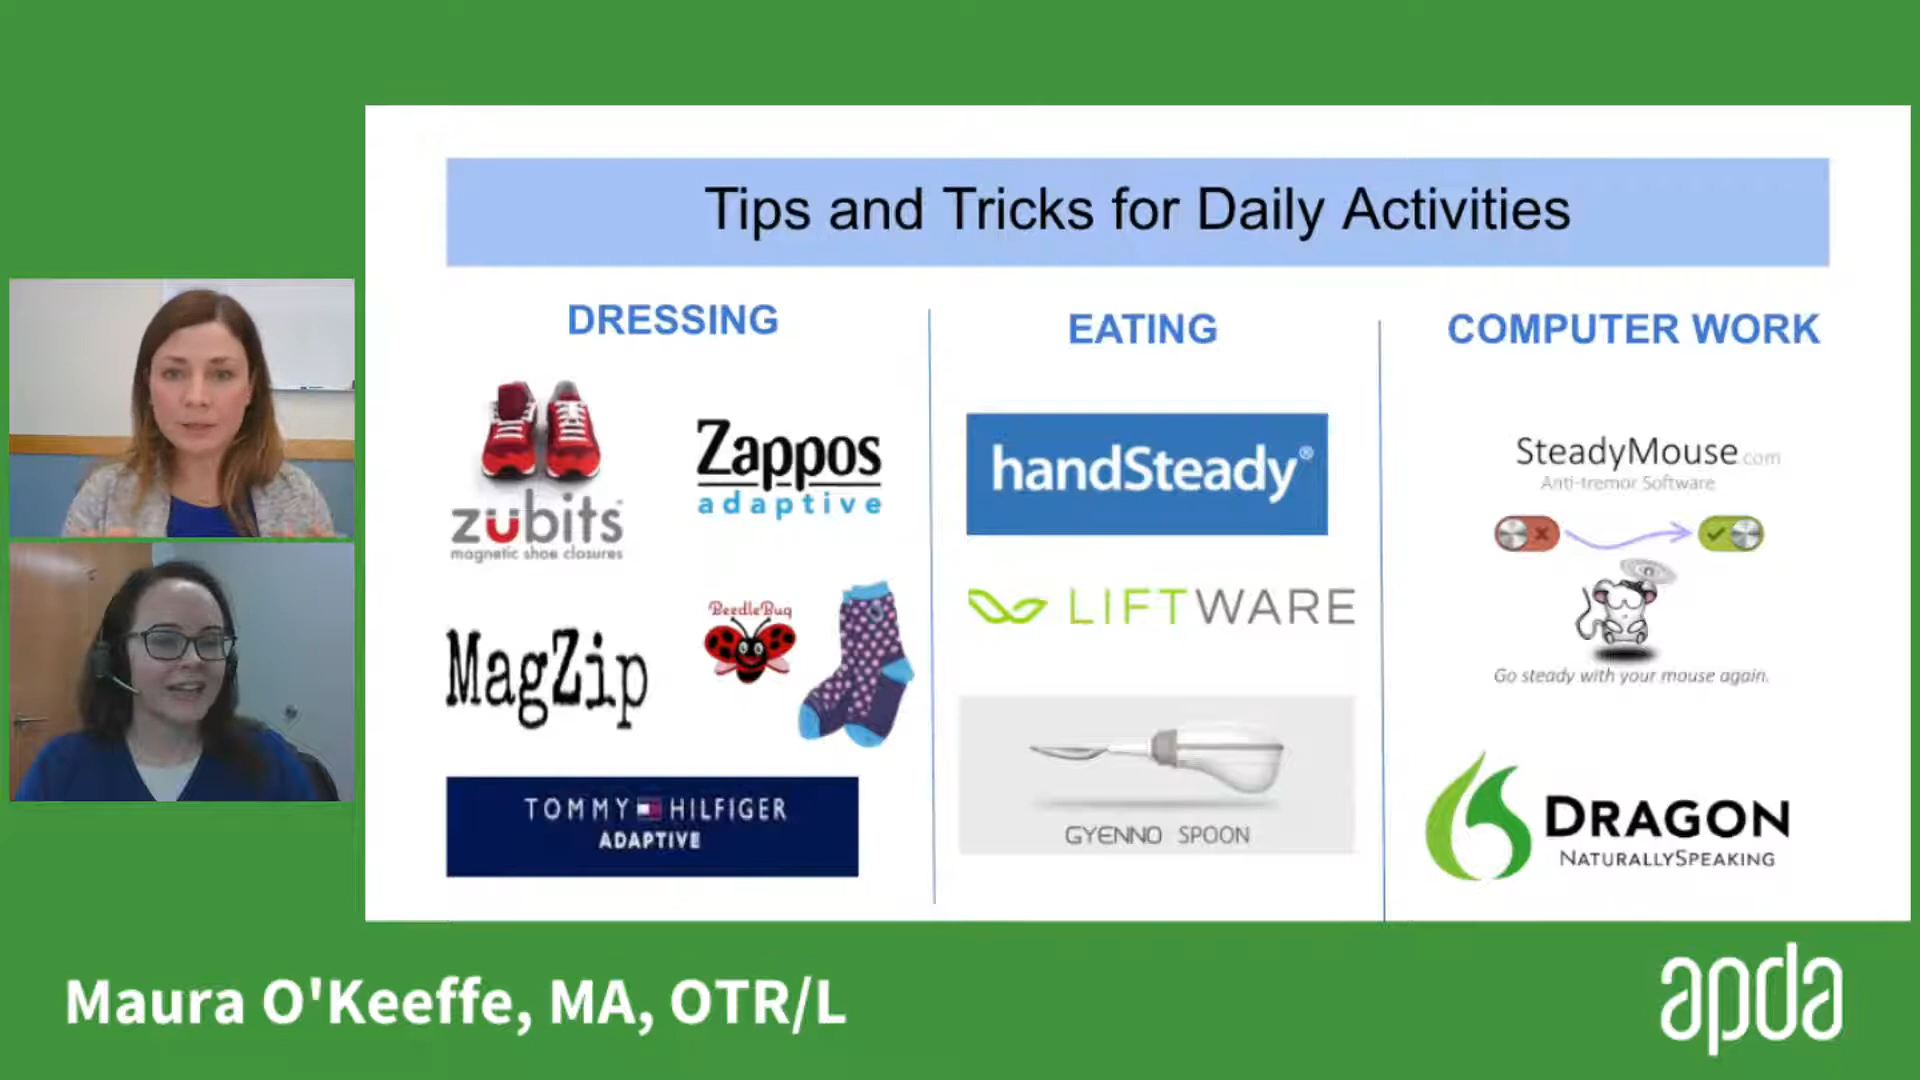 Tips and Tricks for Daily Activities
DRESSING
zubits
magnetic shoe closures
Zappos
adaptive
MagZip
BeedleBug
TOMMY HILFIGER
ADAPTIVE
EATING
handSteady®
LIFTWARE
GYENNO SPOON
COMPUTER WORK
SteadyMouse.com
Anti-tremor Software
Go steady with your mouse again.
DRAGON
NATURALLYSPEAKING
Maura O'Keeffe, MA, OTR/L
apda